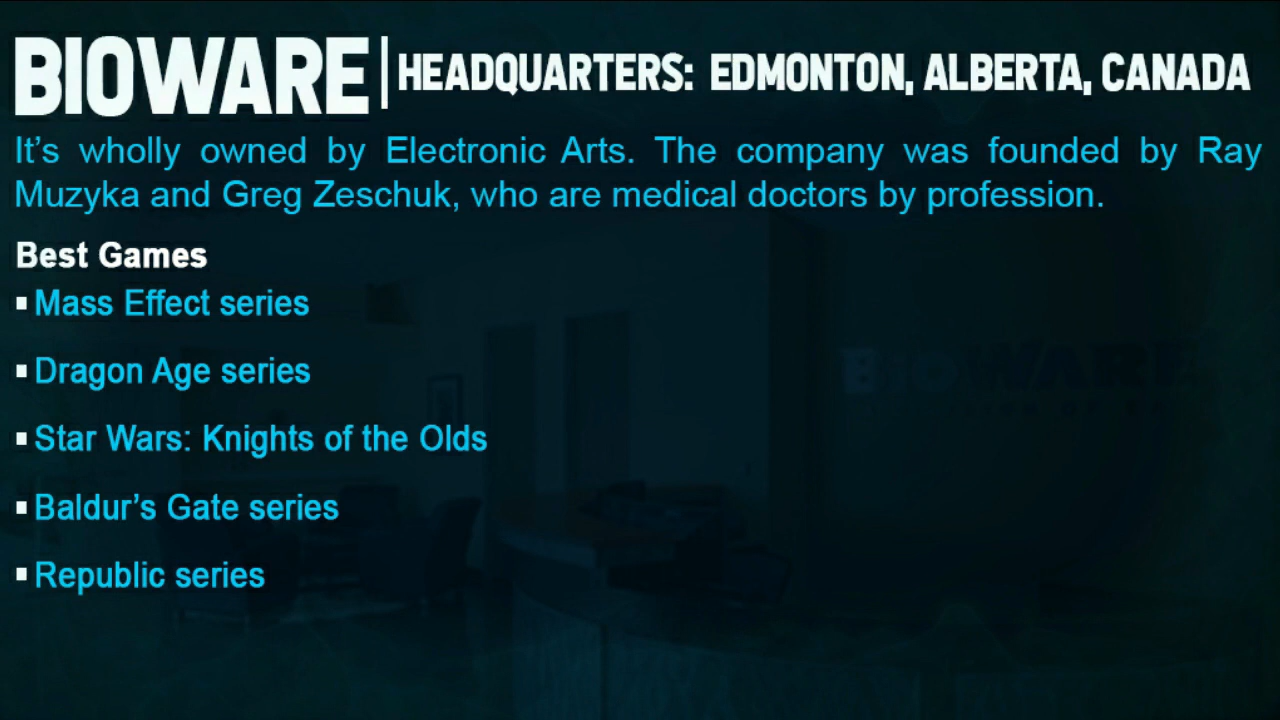 BIOWARE | HEADQUARTERS: EDMONTON, ALBERTA, CANADA
It's wholly owned by Electronic Arts. The company was founded by Ray
Muzyka and Greg Zeschuk, who are medical doctors by profession.
Best Games
▪ Mass Effect series
▪ Dragon Age series
▪ Star Wars: Knights of the Olds
▪ Baldur's Gate series
▪ Republic series
BIOWARE